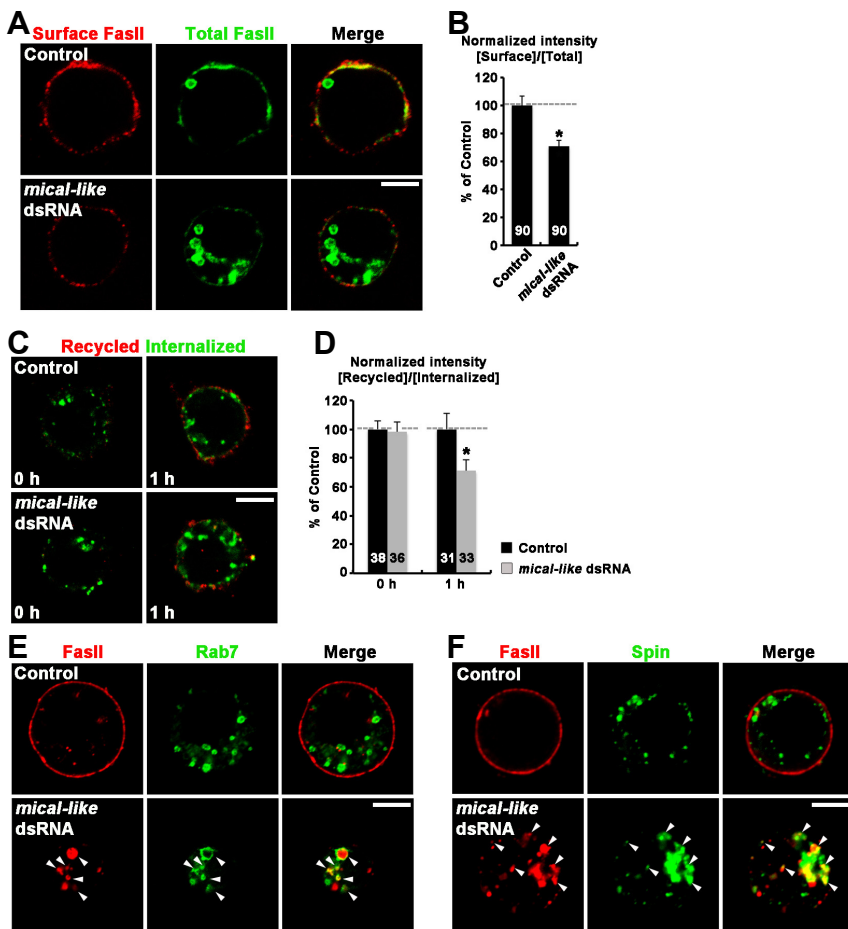 A
Surface FasII Total FasII Merge
Control
mical-like
dsRNA
B
Normalized intensity
[Surface]/[Total]
% of Control
120
100
80
60
40
20
0
*
90 90
Control
mical-like
dsRNA
C
Recycled Internalized
Control
0 h 1 h
mical-like
dsRNA
0 h 1 h
D
Normalized intensity
[Recycled]/[Internalized]
% of Control
120
100
80
60
40
20
0
*
38 36 31 33
0 h 1 h
Control
mical-like dsRNA
E
FasII Rab7 Merge
Control
mical-like
dsRNA
F
FasII Spin Merge
Control
mical-like
dsRNA